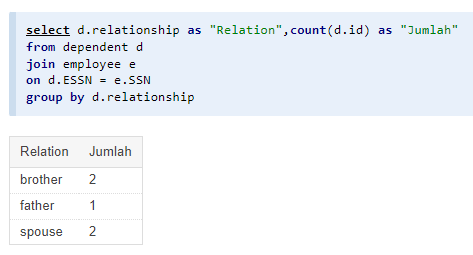 select d.relationship as "Relation",count(d.id) as "Jumlah"
from dependent d
join employee e
on d.ESSN = e.SSN
group by d.relationship
Relation Jumlah
brother 2
father 1
spouse 2